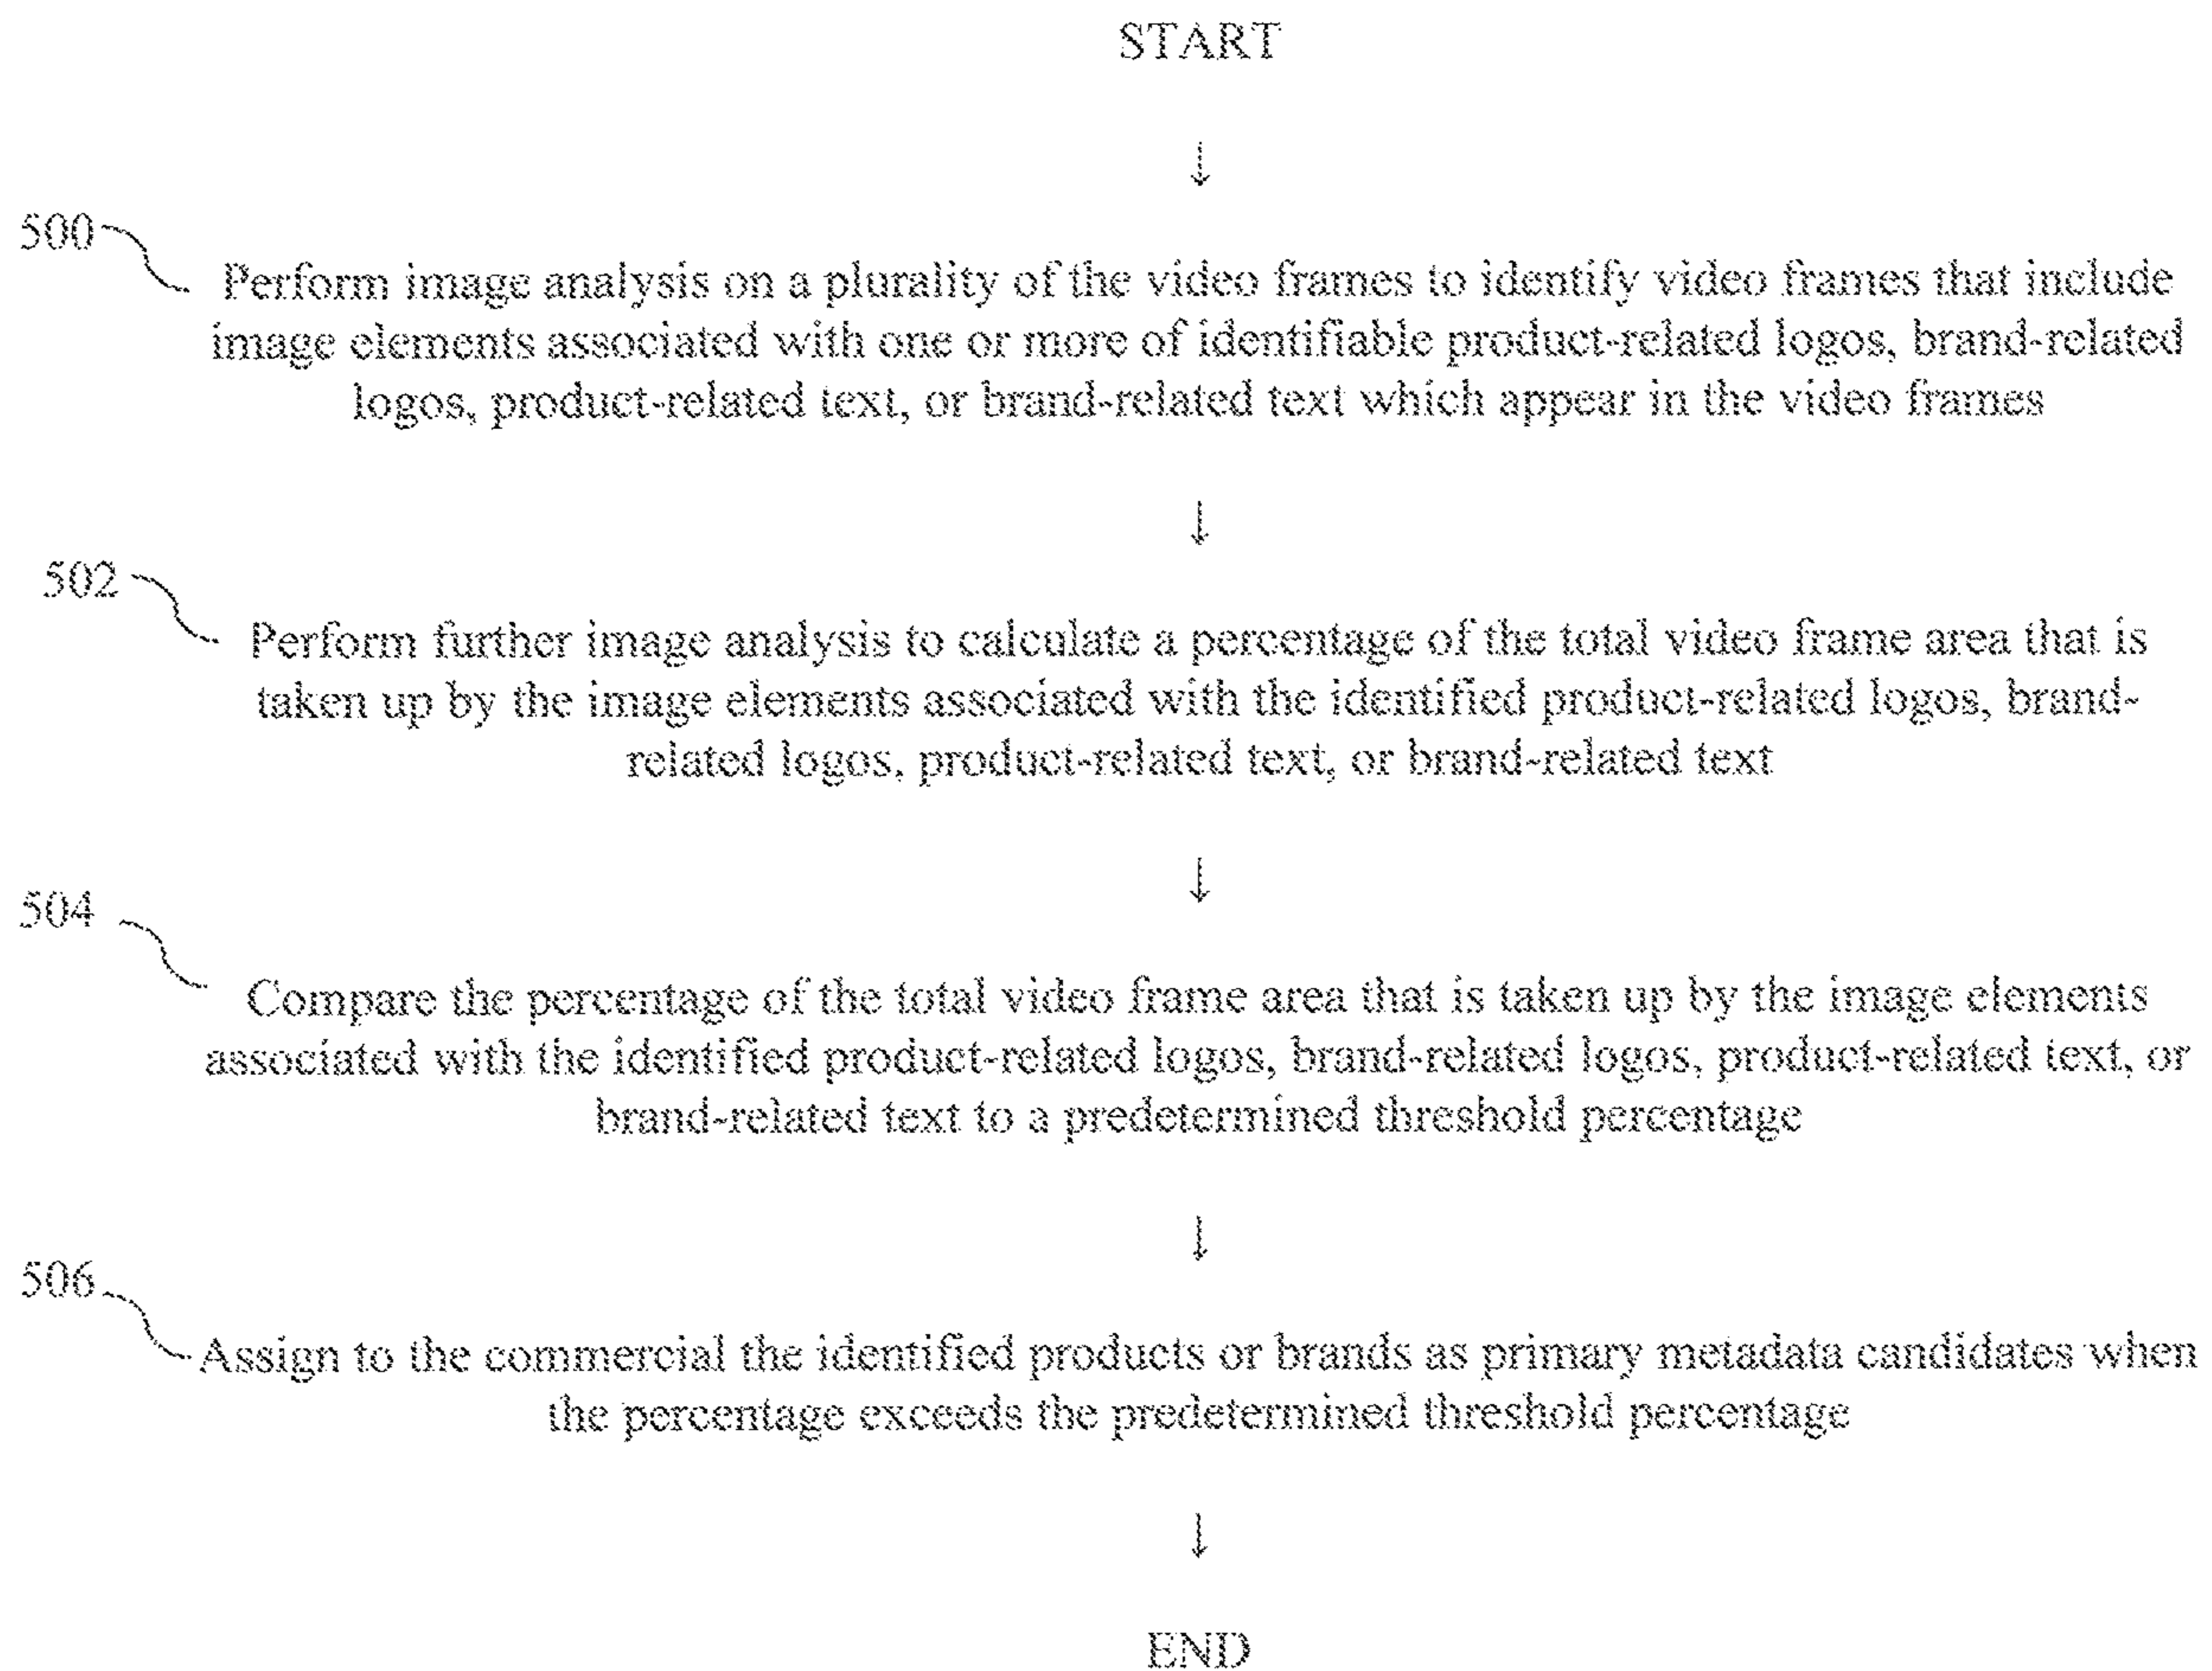 START
↓
500
Perform image analysis on a plurality of the video frames to identify video frames that include
image elements associated with one or more of identifiable product-related logos, brand-related
logos, product-related text, or brand-related text which appear in the video frames
↓
502
Perform further image analysis to calculate a percentage of the total video frame area that is
taken up by the image elements associated with the identified product-related logos, brand-
related logos, product-related text, or brand-related text
↓
504
Compare the percentage of the total video frame area that is taken up by the image elements
associated with the identified product-related logos, brand-related logos, product-related text, or
brand-related text to a predetermined threshold percentage
↓
506
Assign to the commercial the identified products or brands as primary metadata candidates when
the percentage exceeds the predetermined threshold percentage
↓
END